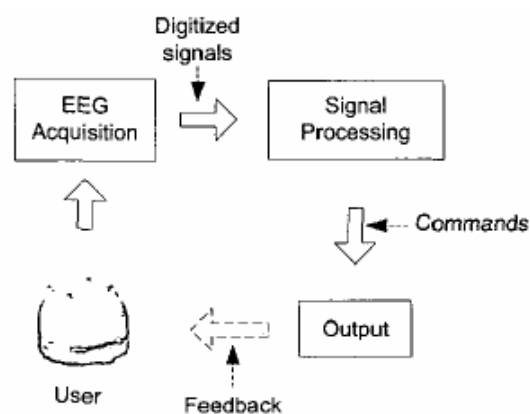 Digitized
signals
EEG
Acquisition
Signal
Processing
Commands
Output
User
Feedback